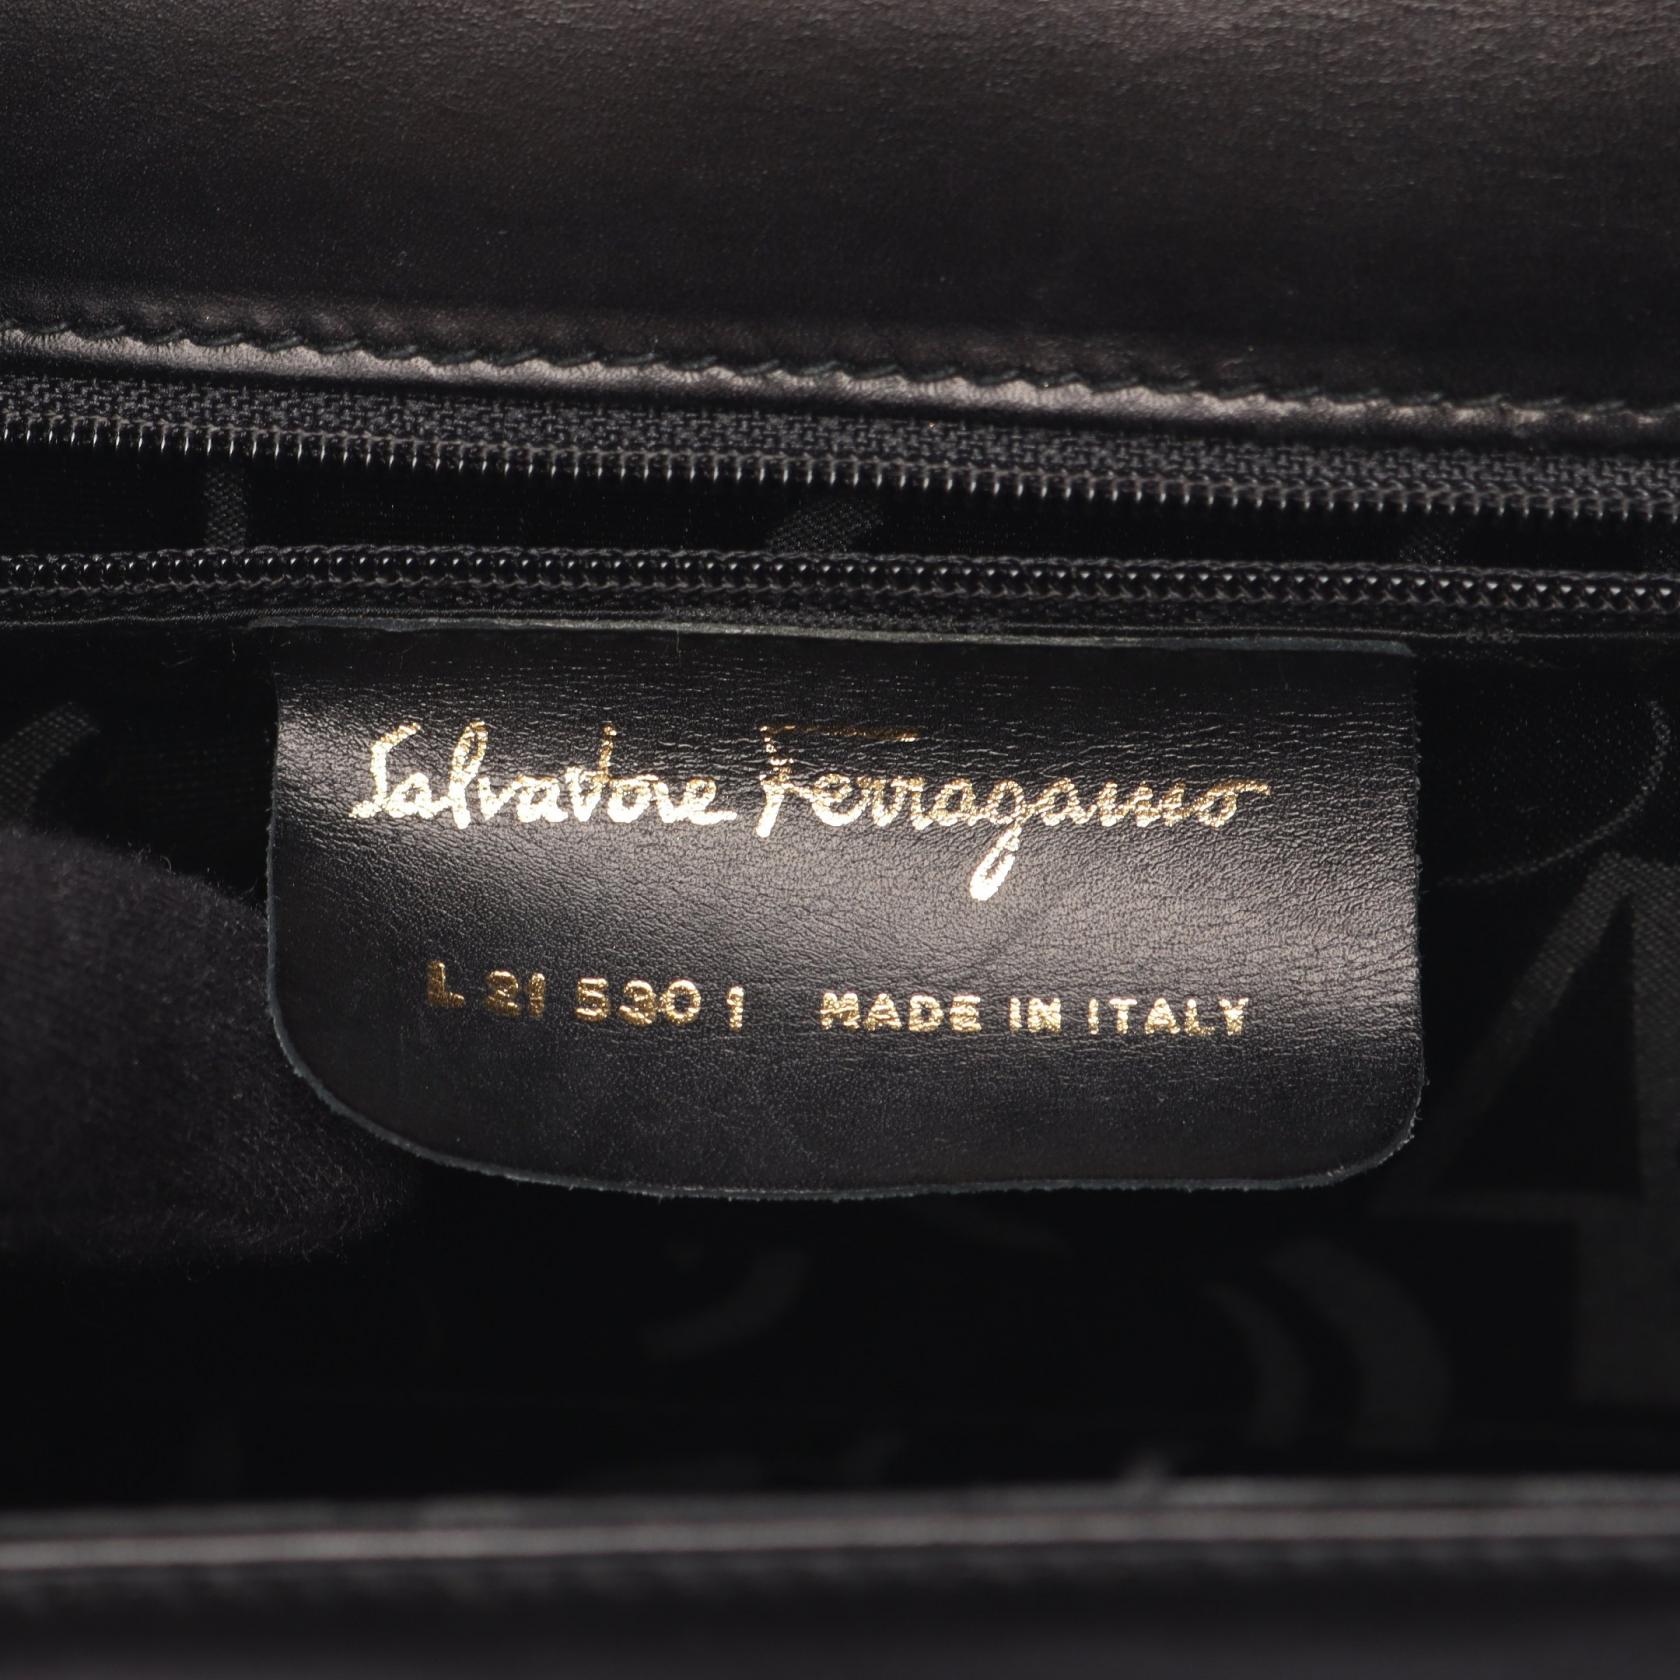 Salvatore Ferragamo
L 21 5301 MADE IN ITALY